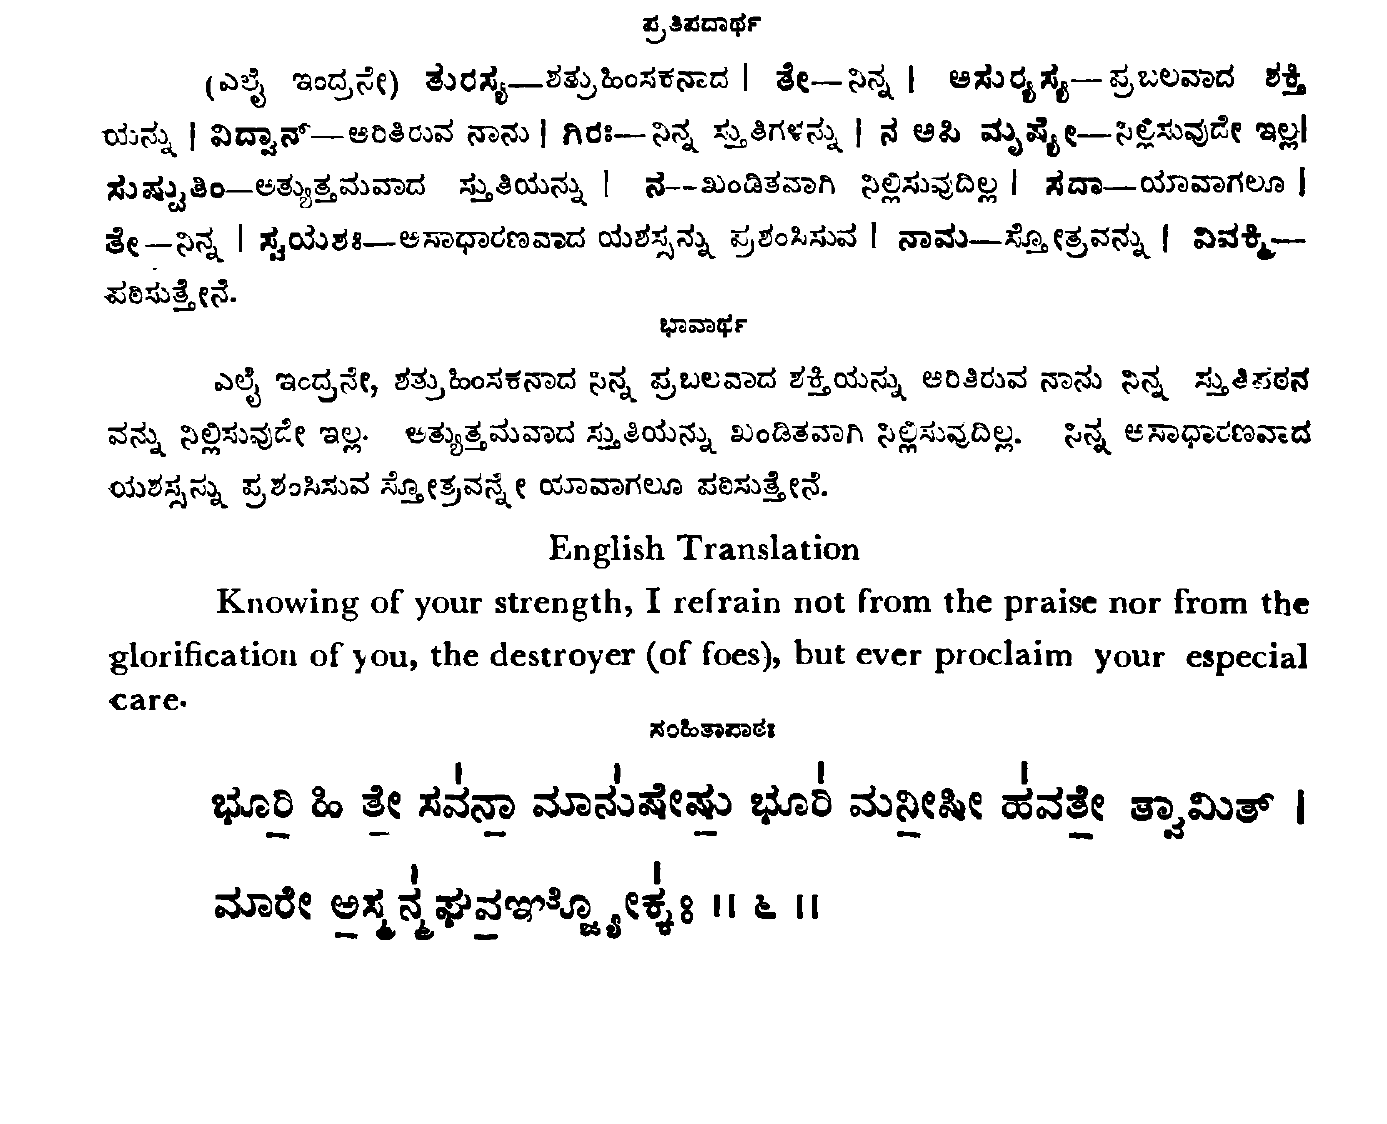 ಪ್ರತಿಪದಾರ್ಥ
(ಎಲೈ ಇಂದ್ರನೇ) ತುರಸ್ಯ—ಶತ್ರುಹಿಂಸಕನಾದ | ತೇ—ನಿನ್ನ | ಅಸುರ್‍ಯಸ್ಯ—ಪ್ರಬಲವಾದ ಶಕ್ತಿ
ಯನ್ನು | ವಿದ್ವಾನ್—ಅರಿತಿರುವ ನಾನು | ಗಿರಃ—ನಿನ್ನ ಸ್ತುತಿಗಳನ್ನು | ನ ಅಪಿ ಮೃಷ್ಯೇ—ನಿಲ್ಲಿಸುವುದೇ ಇಲ್ಲ|
ಸುಷ್ಟುತಿಂ—ಅತ್ಯುತ್ತಮವಾದ ಸ್ತುತಿಯನ್ನು | ನ--ಖಂಡಿತವಾಗಿ ನಿಲ್ಲಿಸುವುದಿಲ್ಲ | ಸದಾ—ಯಾವಾಗಲೂ |
ತೇ—ನಿನ್ನ | ಸ್ವಯಶಃ—ಅಸಾಧಾರಣವಾದ ಯಶಸ್ಸನ್ನು ಪ್ರಶಂಸಿಸುವ | ನಾಮ—ಸ್ತೋತ್ರವನ್ನು | ವಿವಕ್ಮಿ—
ಪಠಿಸುತ್ತೇನೆ.
ಭಾವಾರ್ಥ
ಎಲೈ ಇಂದ್ರನೇ, ಶತ್ರುಹಿಂಸಕನಾದ ನಿನ್ನ ಪ್ರಬಲವಾದ ಶಕ್ತಿಯನ್ನು ಅರಿತಿರುವ ನಾನು ನಿನ್ನ ಸ್ತುತಿಪಠನ
ವನ್ನು ನಿಲ್ಲಿಸುವುದೇ ಇಲ್ಲ. ಅತ್ಯುತ್ತಮವಾದ ಸ್ತುತಿಯನ್ನು ಖಂಡಿತವಾಗಿ ನಿಲ್ಲಿಸುವುದಿಲ್ಲ. ನಿನ್ನ ಅಸಾಧಾರಣವಾದ
ಯಶಸ್ಸನ್ನು ಪ್ರಶಂಸಿಸುವ ಸ್ತೋತ್ರವನ್ನೇ ಯಾವಾಗಲೂ ಪಠಿಸುತ್ತೇನೆ.
English Translation
Knowing of your strength, I refrain not from the praise nor from the
glorification of you, the destroyer (of foes), but ever proclaim your especial
care.
ಸಂಹಿತಾಪಾಠಃ
ಭೂರಿ॒ ಹಿ ತೇ॒ ಸವ॑ನಾ॒ ಮಾನು॑ಷೇಷು॒ ಭೂರಿ॑ ಮನೀ॒ಷೀ ಹ॑ವತೇ॒ ತ್ವಾಮಿತ್ |
ಮಾರೇ ಅ॒ಸ್ಮನ್ಮ॑ಘವ॒ಞ್ಜ್ಯೋಕ್ಕಃ॑ || ೬ ||